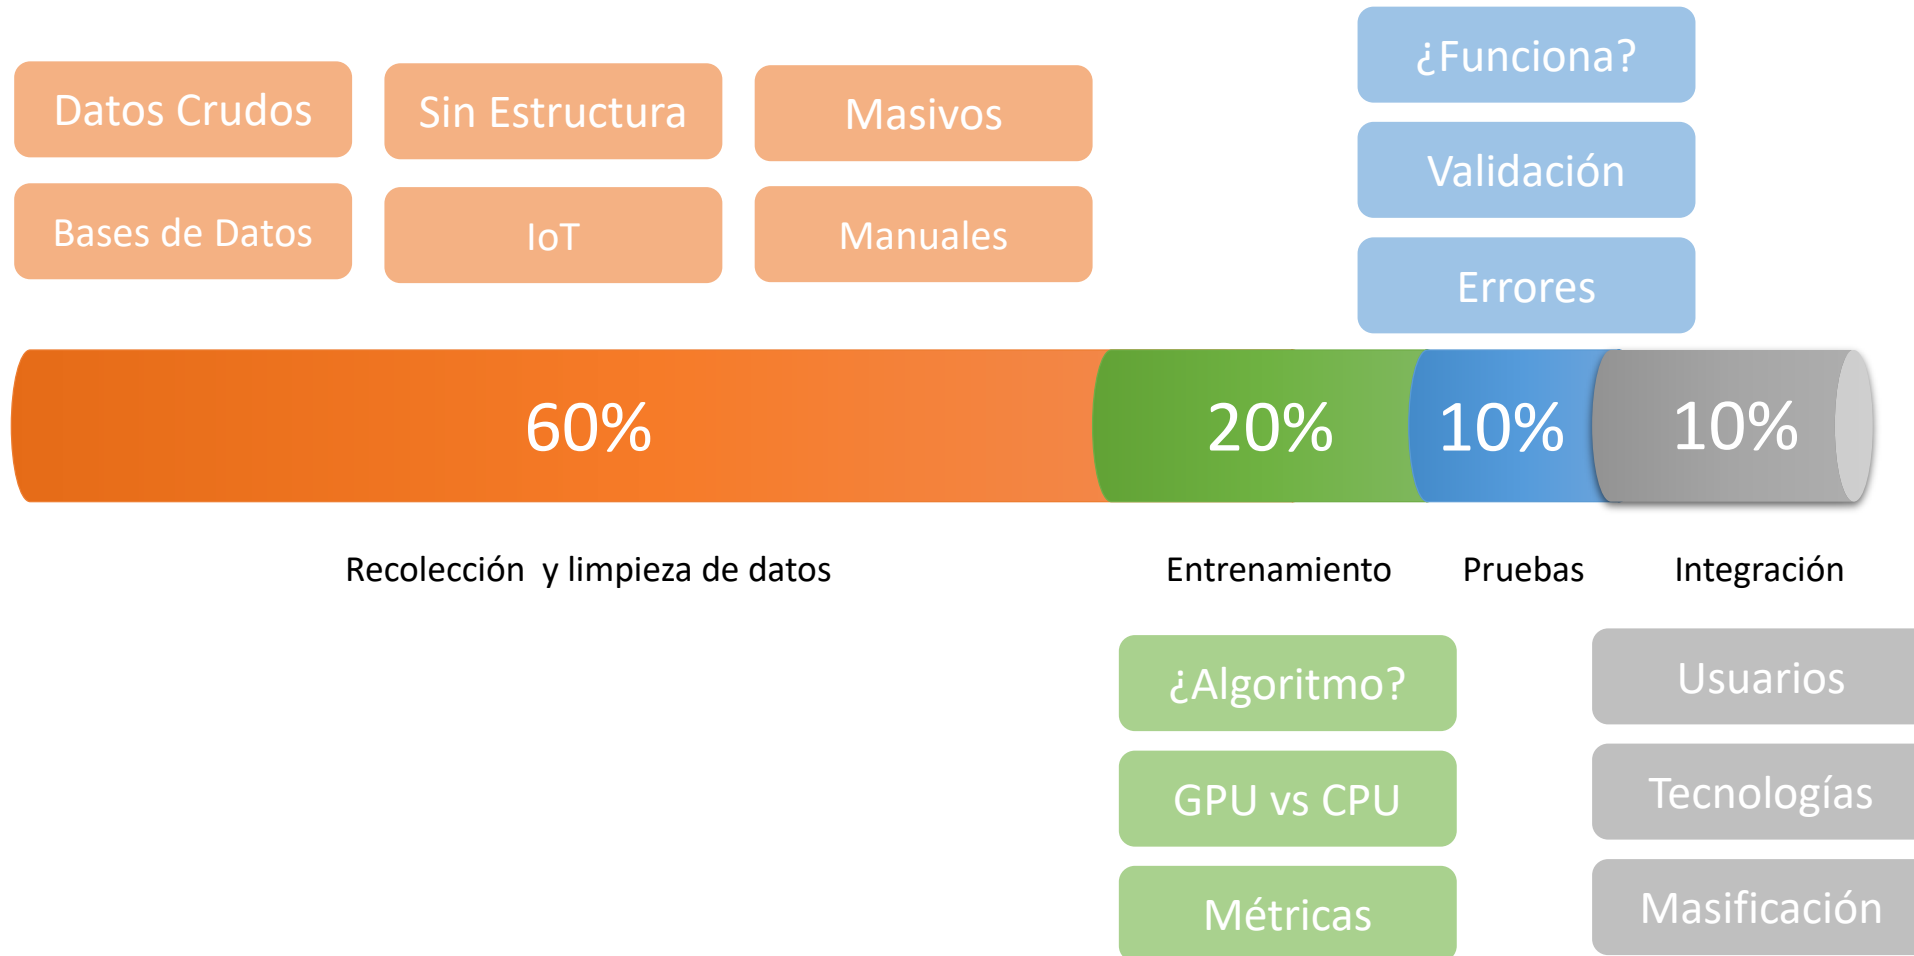 ¿Funciona?
Datos Crudos
Sin Estructura
Masivos
Validación
Bases de Datos
IoT
Manuales
Errores
60%
20%
10%
10%
Recolección  y limpieza de datos
Entrenamiento
Pruebas
Integración
¿Algoritmo?
Usuarios
GPU vs CPU
Tecnologías
Métricas
Masificación